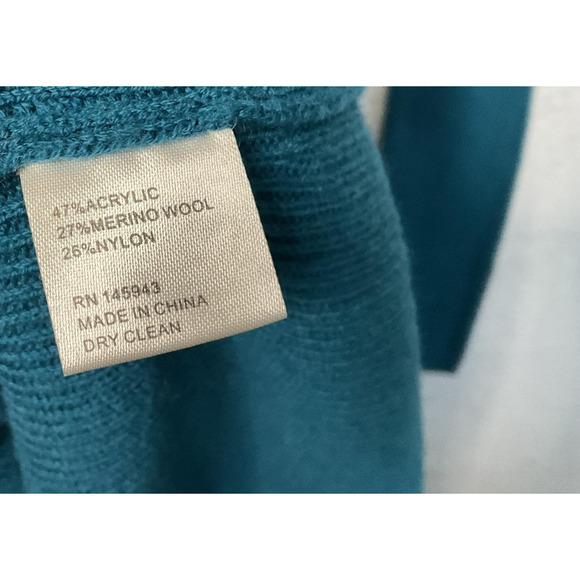 47%ACRYLIC
27%MERINO WOOL
26%NYLON
RN 145943
MADE IN CHINA
DRY CLEAN